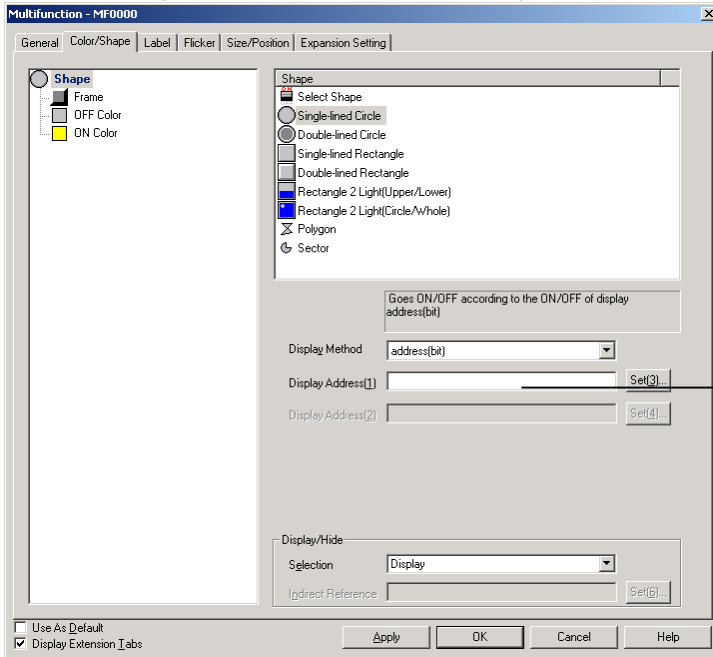 Multifunction - MF0000
General Color/Shape Label Flicker Size/Position Expansion Setting
Shape
Frame
OFF Color
ON Color
Shape
ON
Select Shape
Single-lined Circle
Double-lined Circle
Single-lined Rectangle
Double-lined Rectangle
Rectangle 2 Light(Upper/Lower)
Rectangle 2 Light(Circle/Whole)
Polygon
Sector
Goes ON/OFF according to the ON/OFF of display
address(bit)
Display Method address(bit)
Display Address(1) Set(3)...
Display Address(2) Set(4)...
Display/Hide
Selection Display
Indirect Reference Set(6)...
Use As Default
Display Extension Tabs
Apply OK Cancel Help